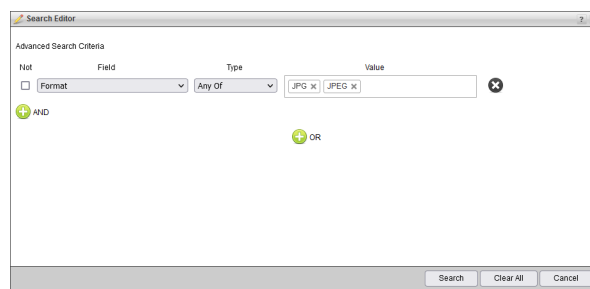 Search Editor ?
Advanced Search Criteria
Not Field Type Value
Format Any Of JPG × JPEG ×
AND
OR
Search Clear All Cancel